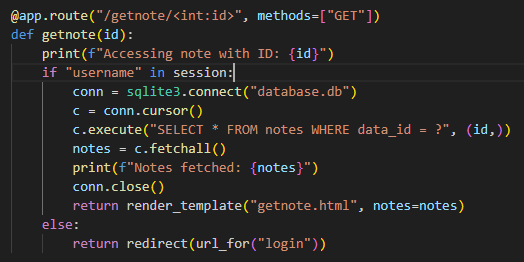 @app.route("/getnote/<int:id>", methods=["GET"])
def getnote(id):
    print(f"Accessing note with ID: {id}")
    if "username" in session:
        conn = sqlite3.connect("database.db")
        c = conn.cursor()
        c.execute("SELECT * FROM notes WHERE data_id = ?", (id,))
        notes = c.fetchall()
        print(f"Notes fetched: {notes}")
        conn.close()
        return render_template("getnote.html", notes=notes)
    else:
        return redirect(url_for("login"))